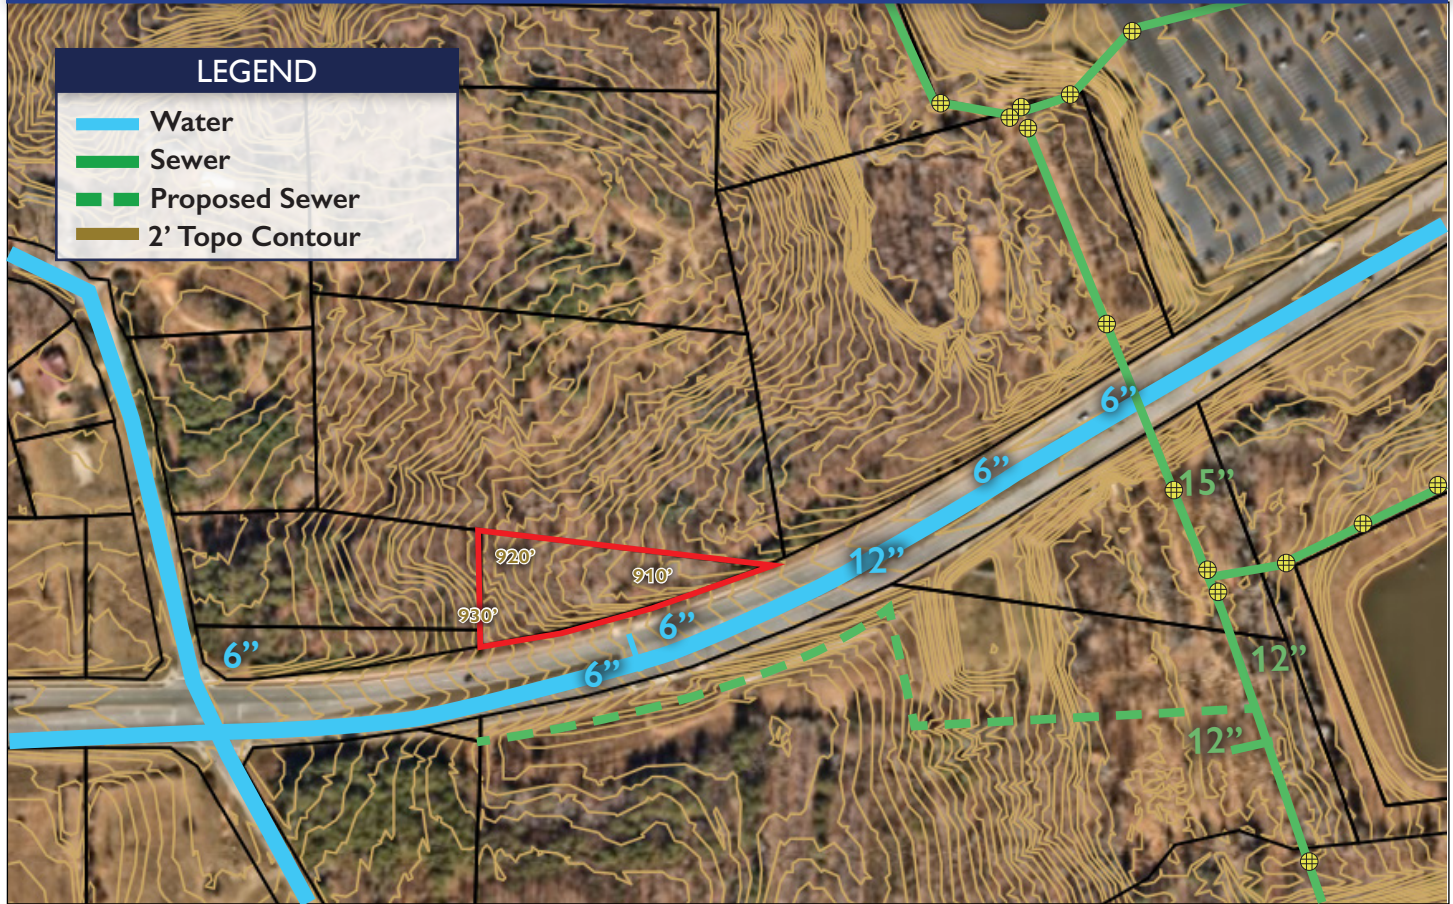 LEGEND
Water
Sewer
Proposed Sewer
2’ Topo Contour
6”
6”
15”
12”
920’
910’
930’
6”
6”
6”
12”
12”